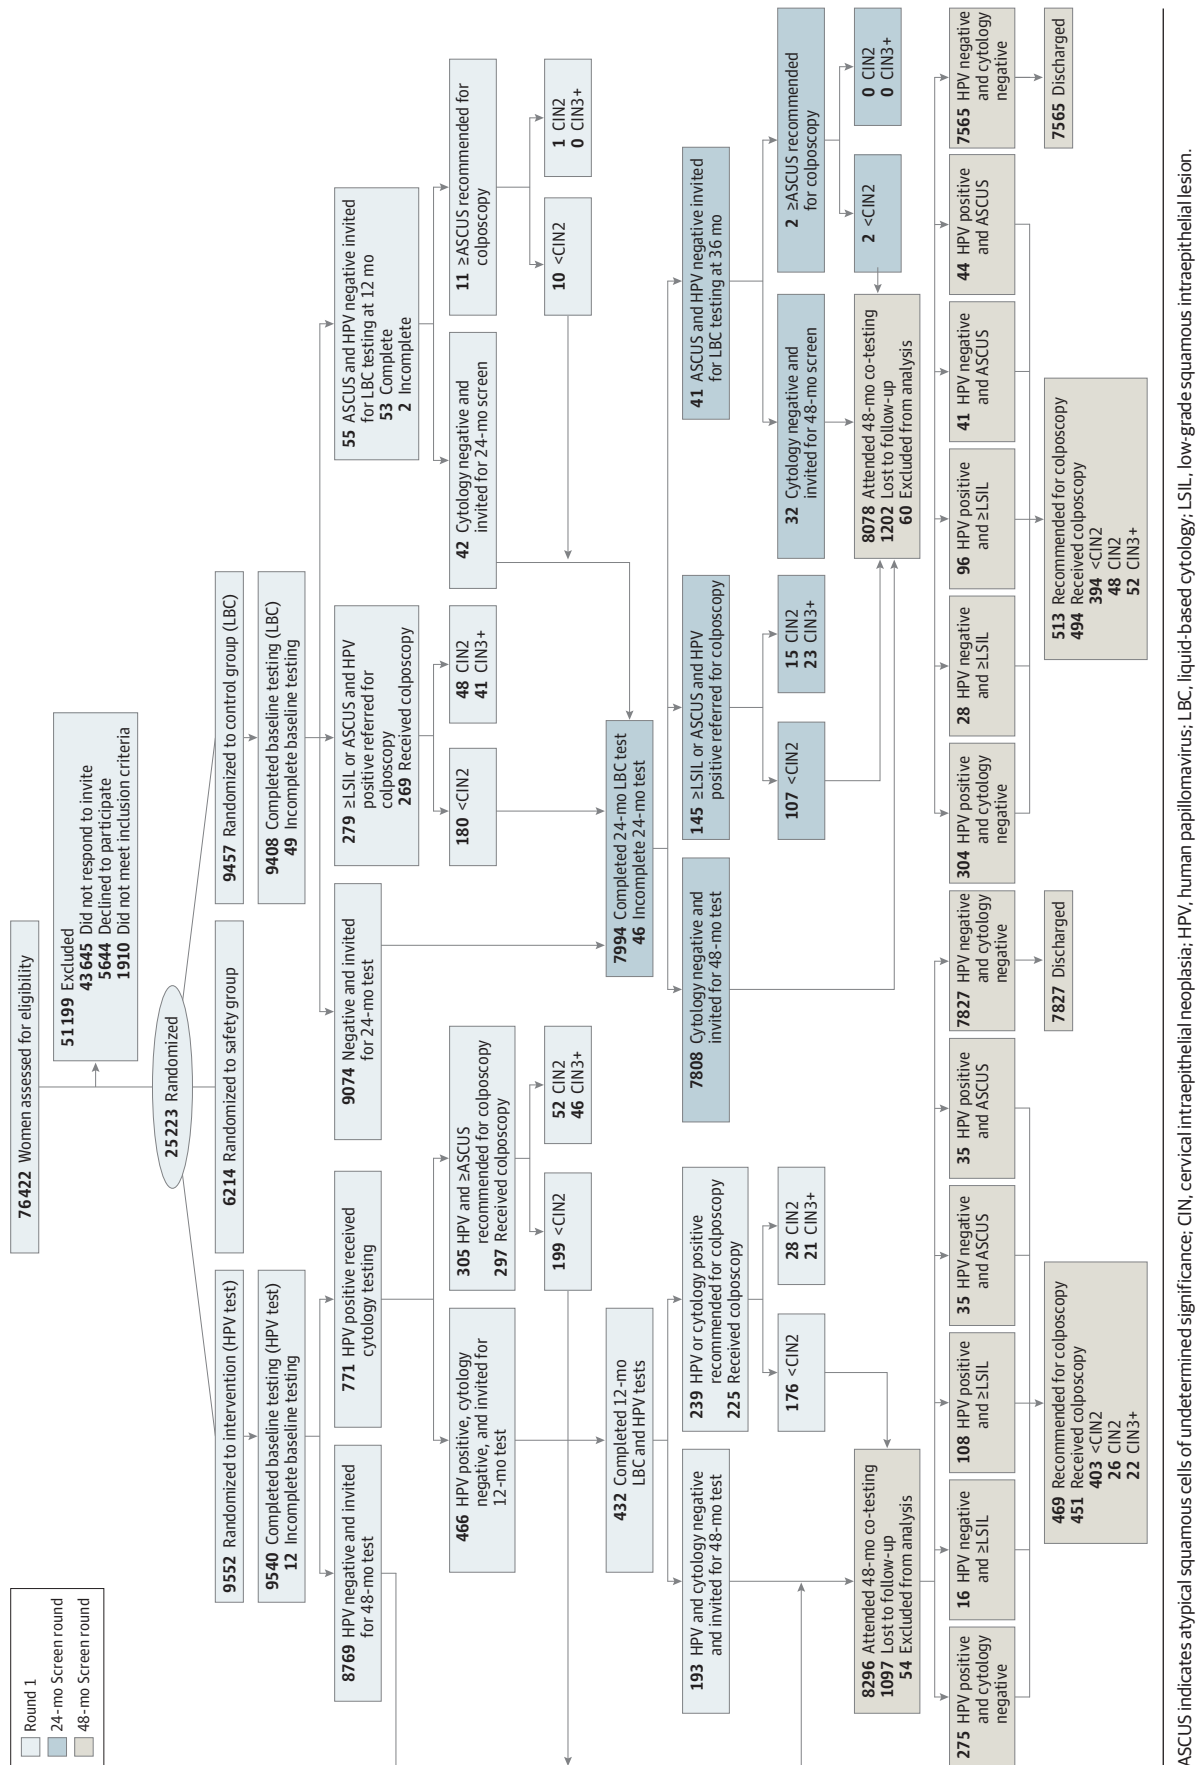 Round 1
24-mo Screen round
48-mo Screen round
76 422 Women assessed for eligibility
51 199 Excluded
43 645 Did not respond to invite
5644 Declined to participate
1910 Did not meet inclusion criteria
25 223 Randomized
9552 Randomized to intervention (HPV test)
6214 Randomized to safety group
9457 Randomized to control group (LBC)
9540 Completed baseline testing (HPV test)
12 Incomplete baseline testing
9408 Completed baseline testing (LBC)
49 Incomplete baseline testing
8769 HPV negative and invited
for 48-mo test
771 HPV positive received
cytology testing
9074 Negative and invited
for 24-mo test
279 ≥LSIL or ASCUS and HPV
positive referred for
colposcopy
269 Received colposcopy
55 ASCUS and HPV negative invited
for LBC testing at 12 mo
53 Complete
2 Incomplete
466 HPV positive, cytology
negative, and invited for
12-mo test
305 HPV and ≥ASCUS
recommended for colposcopy
297 Received colposcopy
180 <CIN2
48 CIN2
41 CIN3+
42 Cytology negative and
invited for 24-mo screen
11 ≥ASCUS recommended for
colposcopy
199 <CIN2
52 CIN2
46 CIN3+
10 <CIN2
1 CIN2
0 CIN3+
432 Completed 12-mo
LBC and HPV tests
7994 Completed 24-mo LBC test
46 Incomplete 24-mo test
193 HPV and cytology negative
and invited for 48-mo test
239 HPV or cytology positive
recommended for colposcopy
225 Received colposcopy
7808 Cytology negative and
invited for 48-mo test
145 ≥LSIL or ASCUS and HPV
positive referred for colposcopy
41 ASCUS and HPV negative invited
for LBC testing at 36 mo
176 <CIN2
28 CIN2
21 CIN3+
107 <CIN2
15 CIN2
23 CIN3+
32 Cytology negative and
invited for 48-mo screen
2 ≥ASCUS recommended
for colposcopy
2 <CIN2
0 CIN2
0 CIN3+
8296 Attended 48-mo co-testing
1097 Lost to follow-up
54 Excluded from analysis
8078 Attended 48-mo co-testing
1202 Lost to follow-up
60 Excluded from analysis
275 HPV positive
and cytology
negative
16 HPV negative
and ≥LSIL
108 HPV positive
and ≥LSIL
35 HPV negative
and ASCUS
35 HPV positive
and ASCUS
7827 HPV negative
and cytology
negative
304 HPV positive
and cytology
negative
28 HPV negative
and ≥LSIL
96 HPV positive
and ≥LSIL
41 HPV negative
and ASCUS
44 HPV positive
and ASCUS
7565 HPV negative
and cytology
negative
469 Recommended for colposcopy
451 Received colposcopy
403 <CIN2
26 CIN2
22 CIN3+
7827 Discharged
513 Recommended for colposcopy
494 Received colposcopy
394 <CIN2
48 CIN2
52 CIN3+
7565 Discharged
ASCUS indicates atypical squamous cells of undetermined significance; CIN, cervical intraepithelial neoplasia; HPV, human papillomavirus; LBC, liquid-based cytology; LSIL, low-grade squamous intraepithelial lesion.